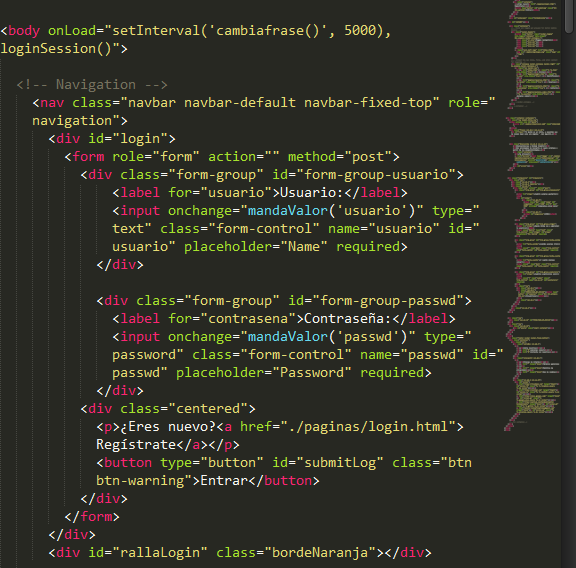 <body onLoad="setInterval('cambiafrase()', 5000),
loginSession()">
<!-- Navigation -->
<nav class="navbar navbar-default navbar-fixed-top" role="
navigation">
<div id="login">
<form role="form" action="" method="post">
<div class="form-group" id="form-group-usuario">
<label for="usuario">Usuario:</label>
<input onchange="mandaValor('usuario')" type="
text" class="form-control" name="usuario" id="
usuario" placeholder="Name" required>
</div>
<div class="form-group" id="form-group-passwd">
<label for="contrasena">Contraseña:</label>
<input onchange="mandaValor('passwd')" type="
password" class="form-control" name="passwd" id="
passwd" placeholder="Password" required>
</div>
<div class="centered">
<p>¿Eres nuevo?<a href="./paginas/login.html">
Regístrate</a></p>
<button type="button" id="submitLog" class="btn
btn-warning">Entrar</button>
</div>
</form>
</div>
<div id="rallaLogin" class="bordeNaranja"></div>